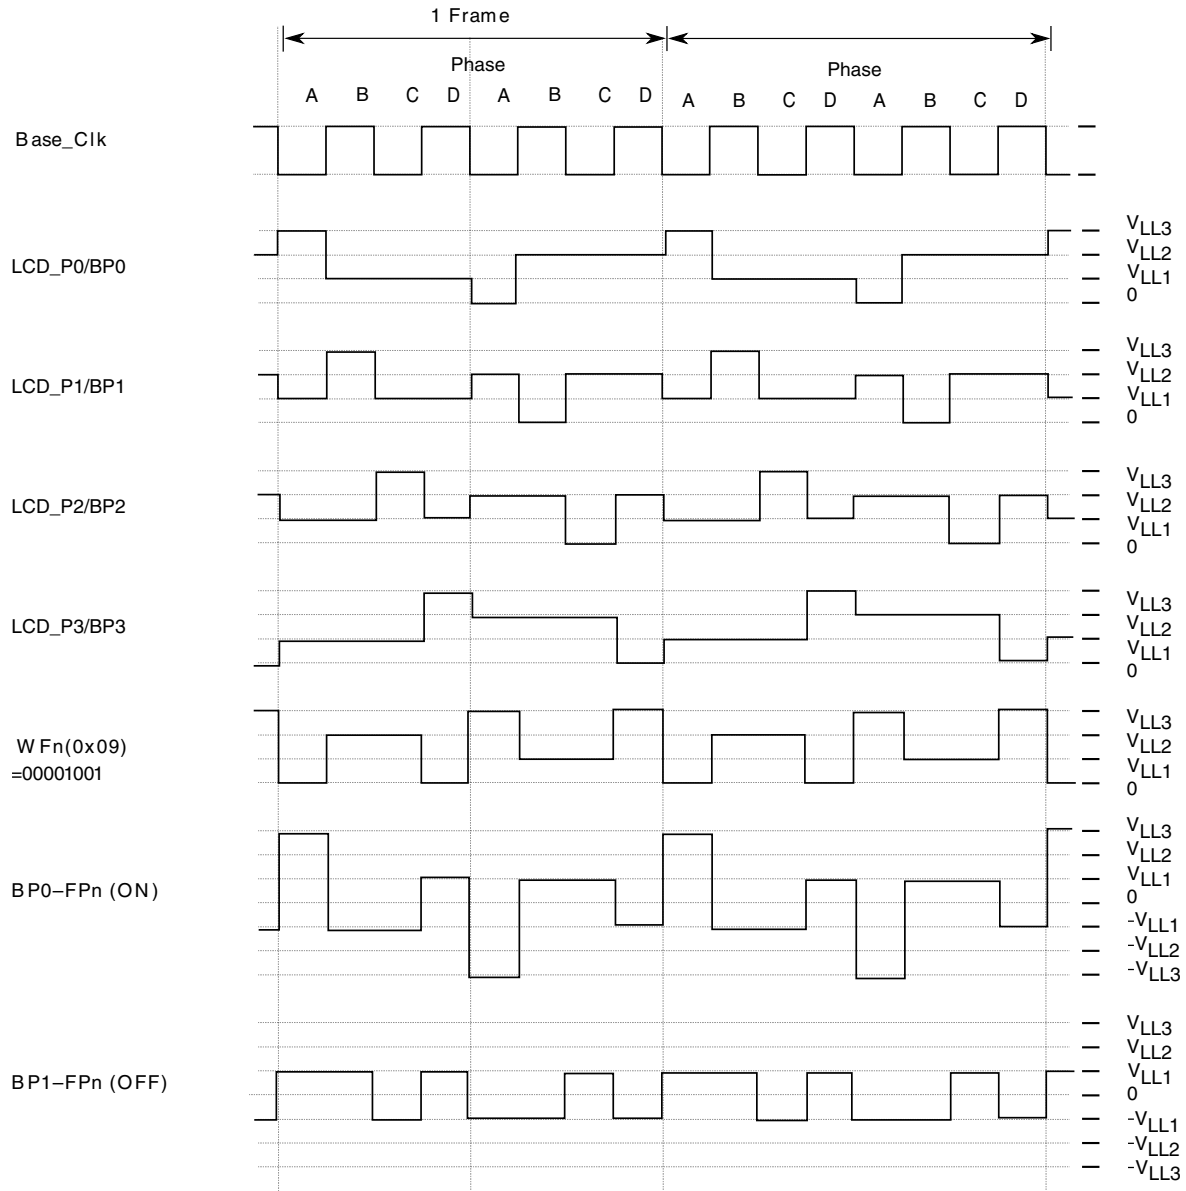 1 Frame
Phase
Phase
A B C D A B C D A B C D A B C D
Base_Clk
LCD_P0/BP0
VLL3
VLL2
VLL1
0
LCD_P1/BP1
VLL3
VLL2
VLL1
0
LCD_P2/BP2
VLL3
VLL2
VLL1
0
LCD_P3/BP3
VLL3
VLL2
VLL1
0
WFn(0x09)
=00001001
VLL3
VLL2
VLL1
0
BP0–FPn (ON)
VLL3
VLL2
VLL1
0
-VLL1
-VLL2
-VLL3
BP1–FPn (OFF)
VLL3
VLL2
VLL1
0
-VLL1
-VLL2
-VLL3